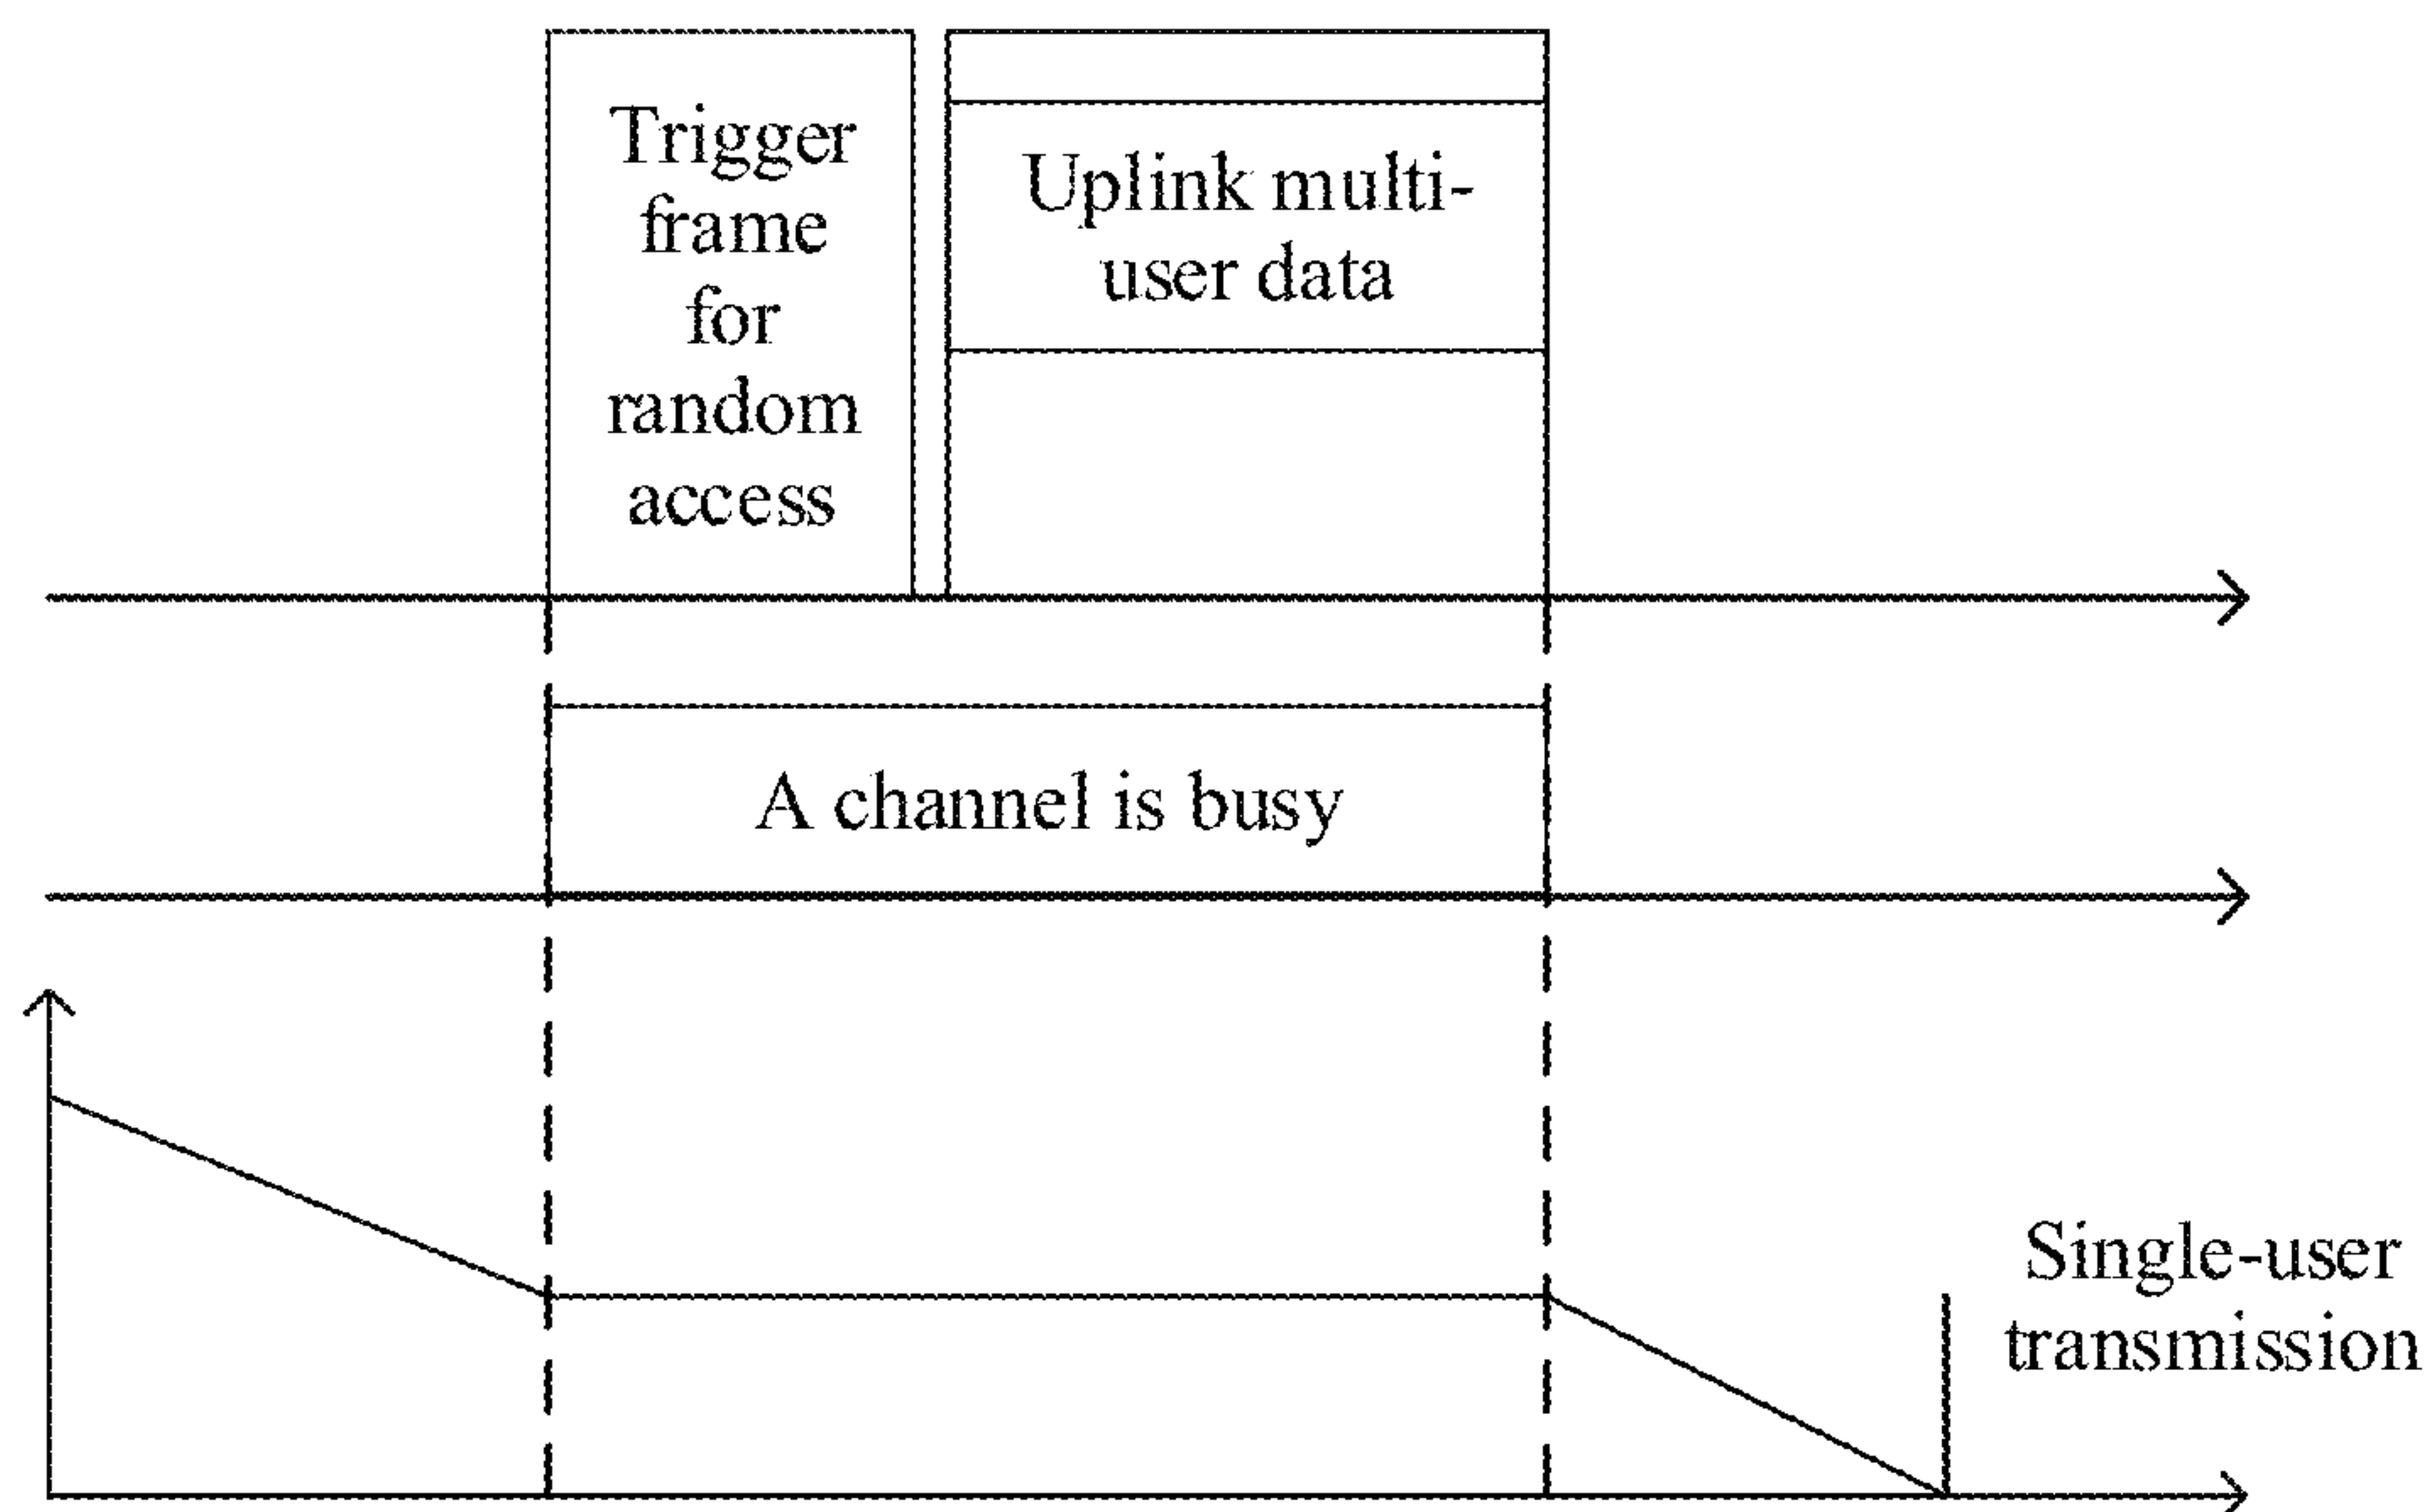 Trigger
frame
for
random
access
Uplink multi-
user data
A channel is busy
Single-user
transmission